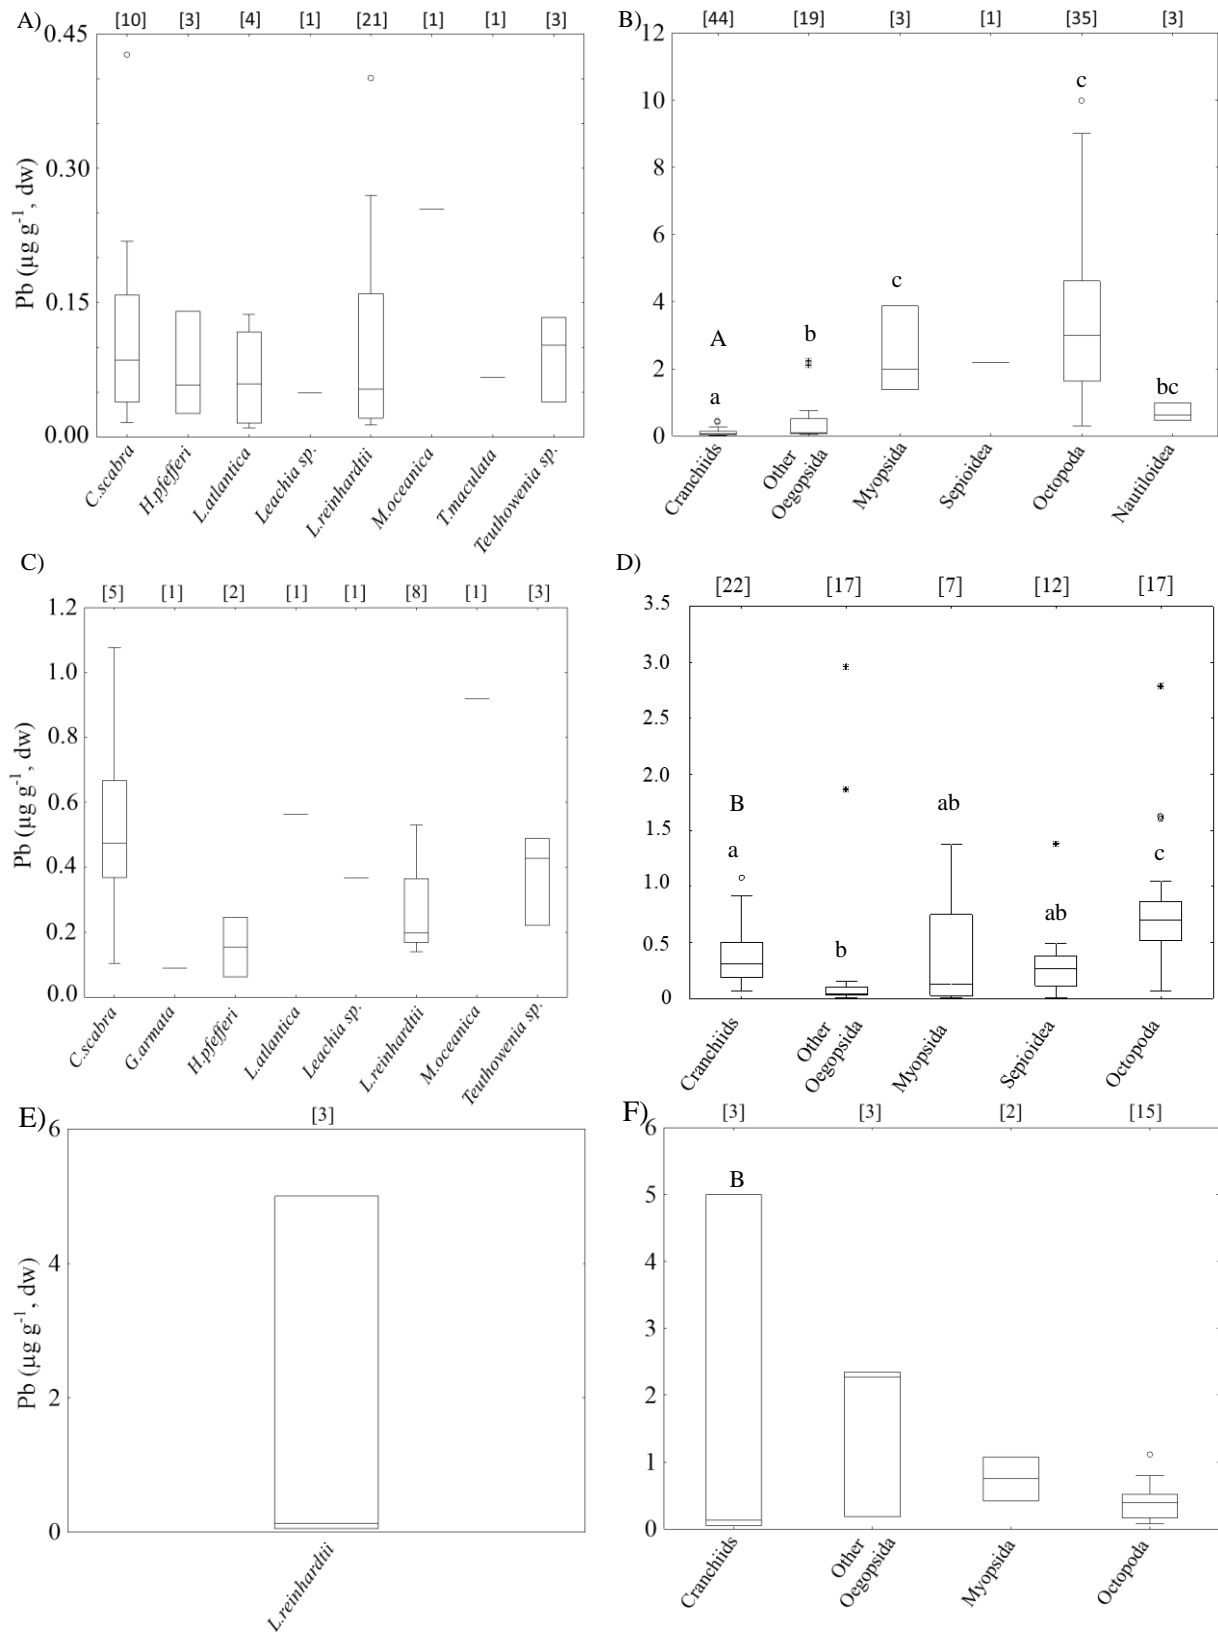 A)
[10] [3] [4] [1] [21] [1] [1] [3]
0.45
0.30
0.15
0.00
Pb (µg g⁻¹, dw)
C.scabra
H.pfefferi
L.atlantica
Leachia sp.
L.reinhardtii
M.oceanica
T.maculata
Teuthowenia sp.
B)
[44] [19] [3] [1] [35] [3]
12
10
8
6
4
2
0
A
a
b
c
c
bc
Cranchiids
Other
Oegopsida
Myopsida
Sepioidea
Octopoda
Nautiloidea
C)
[5] [1] [2] [1] [1] [8] [1] [3]
1.2
1.0
0.8
0.6
0.4
0.2
0.0
Pb (µg g⁻¹, dw)
C.scabra
G.armata
H.pfefferi
L.atlantica
Leachia sp.
L.reinhardtii
M.oceanica
Teuthowenia sp.
D)
[22] [17] [7] [12] [17]
3.5
3.0
2.5
2.0
1.5
1.0
0.5
0
B
a
b
ab
ab
c
Cranchiids
Other
Oegopsida
Myopsida
Sepioidea
Octopoda
E)
[3]
6
4
2
0
Pb (µg g⁻¹, dw)
L.reinhardtii
F)
[3] [3] [2] [15]
6
5
4
3
2
1
0
B
Cranchiids
Other
Oegopsida
Myopsida
Octopoda